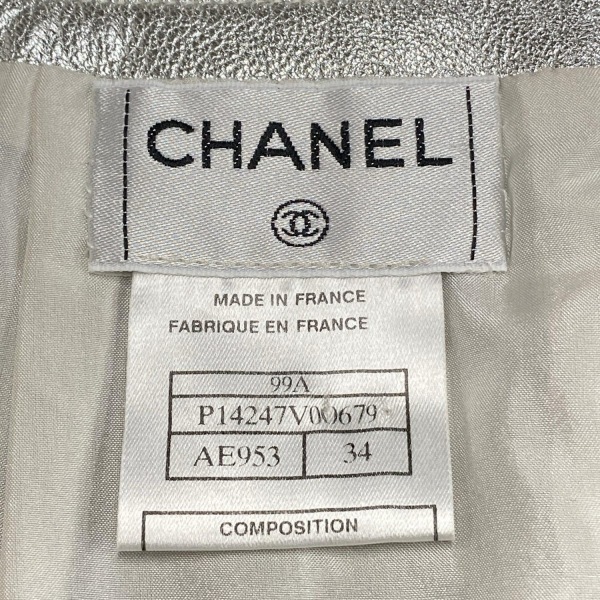 CHANEL
MADE IN FRANCE
FABRIQUE EN FRANCE
99A
P14247V00679
AE953 34
COMPOSITION